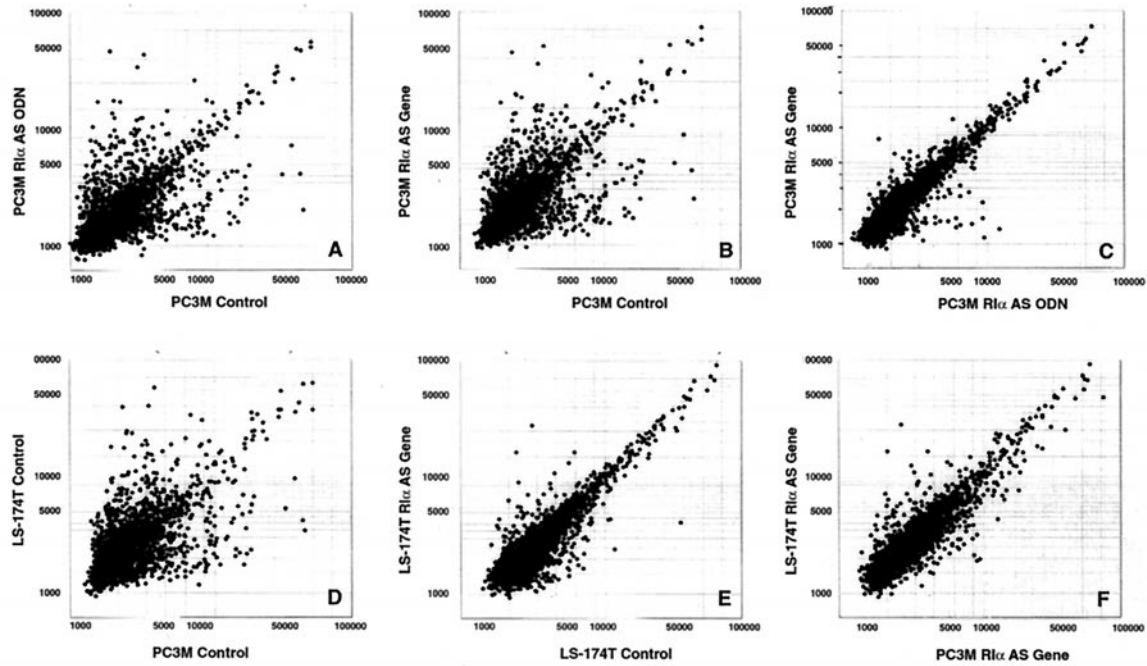 100000
50000
10000
5000
1000
PC3M RIα AS ODN
A
1000 5000 10000 50000 100000
PC3M Control
100000
50000
10000
5000
1000
PC3M RIα AS Gene
B
1000 5000 10000 50000 100000
PC3M Control
100000
50000
10000
5000
1000
PC3M RIα AS Gene
C
1000 5000 10000 50000 100000
PC3M RIα AS ODN
00000
50000
10000
5000
1000
LS-174T Control
D
1000 5000 10000 50000 100000
PC3M Control
100000
50000
10000
5000
1000
LS-174T RIα AS Gene
E
1000 5000 10000 50000 100000
LS-174T Control
00000
50000
10000
5000
1000
LS-174T RIα AS Gene
F
1000 5000 10000 50000 100000
PC3M RIα AS Gene